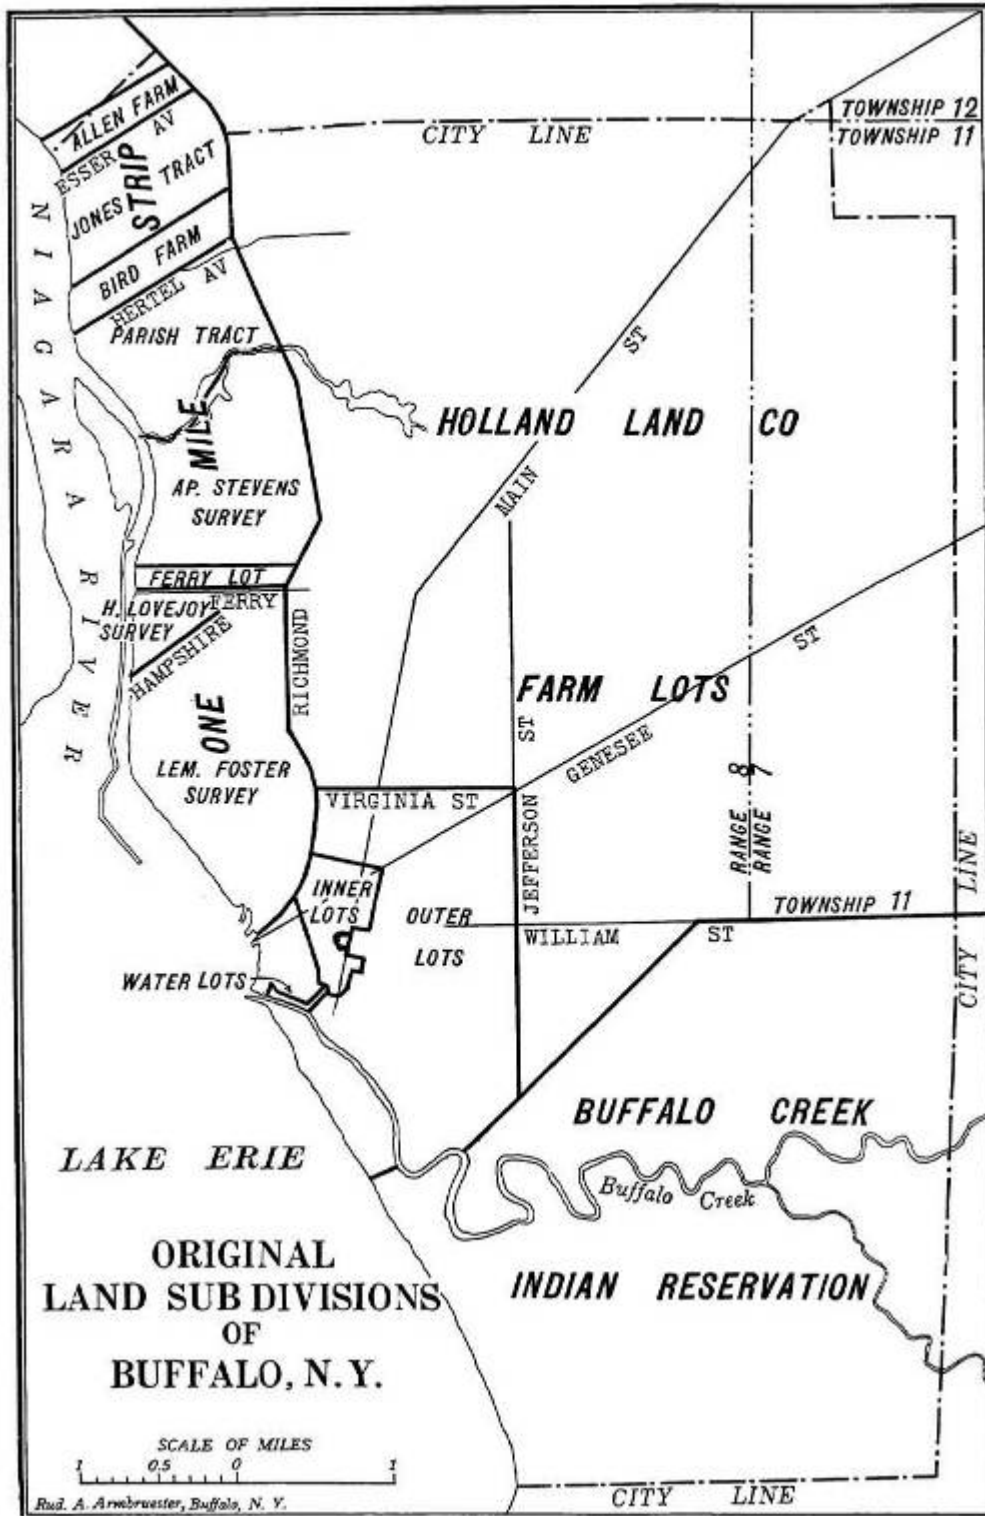 ALLEN FARM
ESSER AV
JONES TRACT
BIRD FARM
HERTEL AV
PARISH TRACT
ONE MILE STRIP
AP. STEVENS
SURVEY
FERRY LOT
FERRY
H. LOVEJOY
SURVEY
HAMPSHIRE
LEM. FOSTER
SURVEY
NIAGARA RIVER
CITY LINE
TOWNSHIP 12
TOWNSHIP 11
HOLLAND LAND CO
FARM LOTS
MAIN ST
GENESEE ST
RICHMOND
VIRGINIA ST
JEFFERSON ST
RANGE 8
RANGE 7
CITY LINE
INNER
LOTS
OUTER
LOTS
WILLIAM ST
TOWNSHIP 11
WATER LOTS
LAKE ERIE
BUFFALO CREEK
Buffalo Creek
INDIAN RESERVATION
ORIGINAL
LAND SUB DIVISIONS
OF
BUFFALO, N.Y.
SCALE OF MILES
1 0.5 0 1
Rud. A. Armbruester, Buffalo, N. Y.
CITY LINE